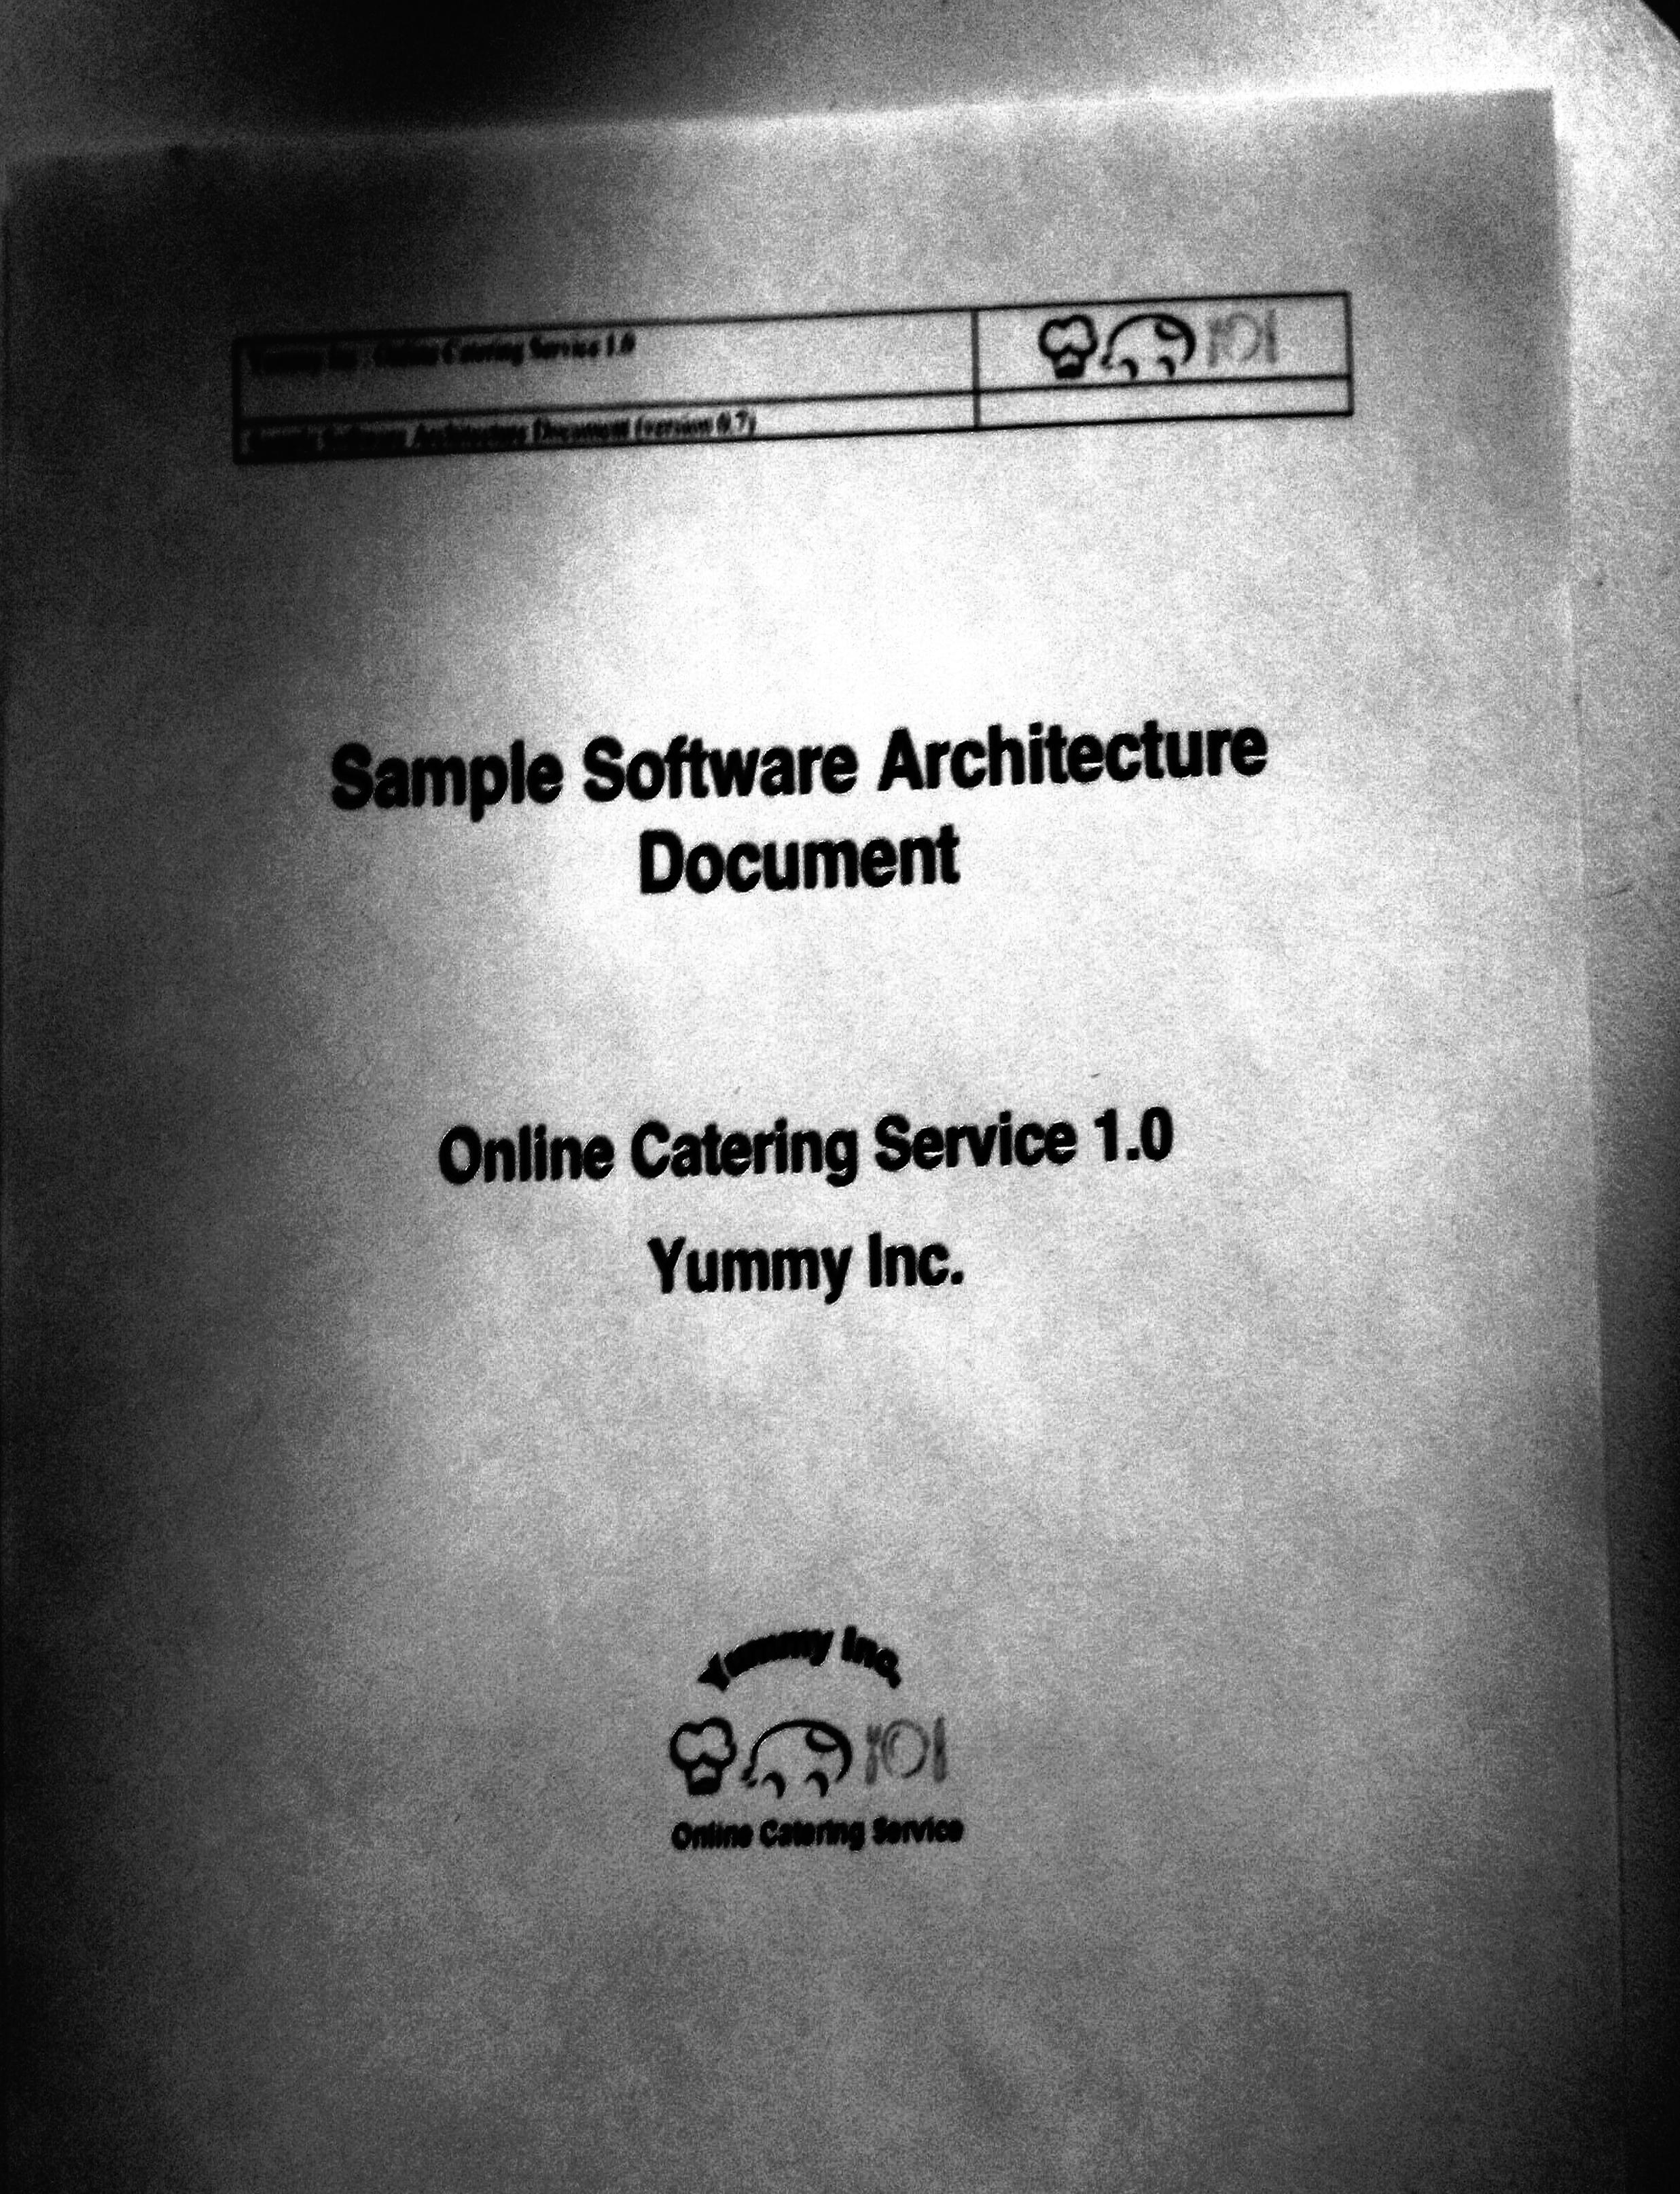 Yummy Inc : Online Catering Service 1.0
Sample Software Architecture Document (version 0.7)
Sample Software Architecture
Document
Online Catering Service 1.0
Yummy Inc.
Yummy Inc.
Online Catering Service